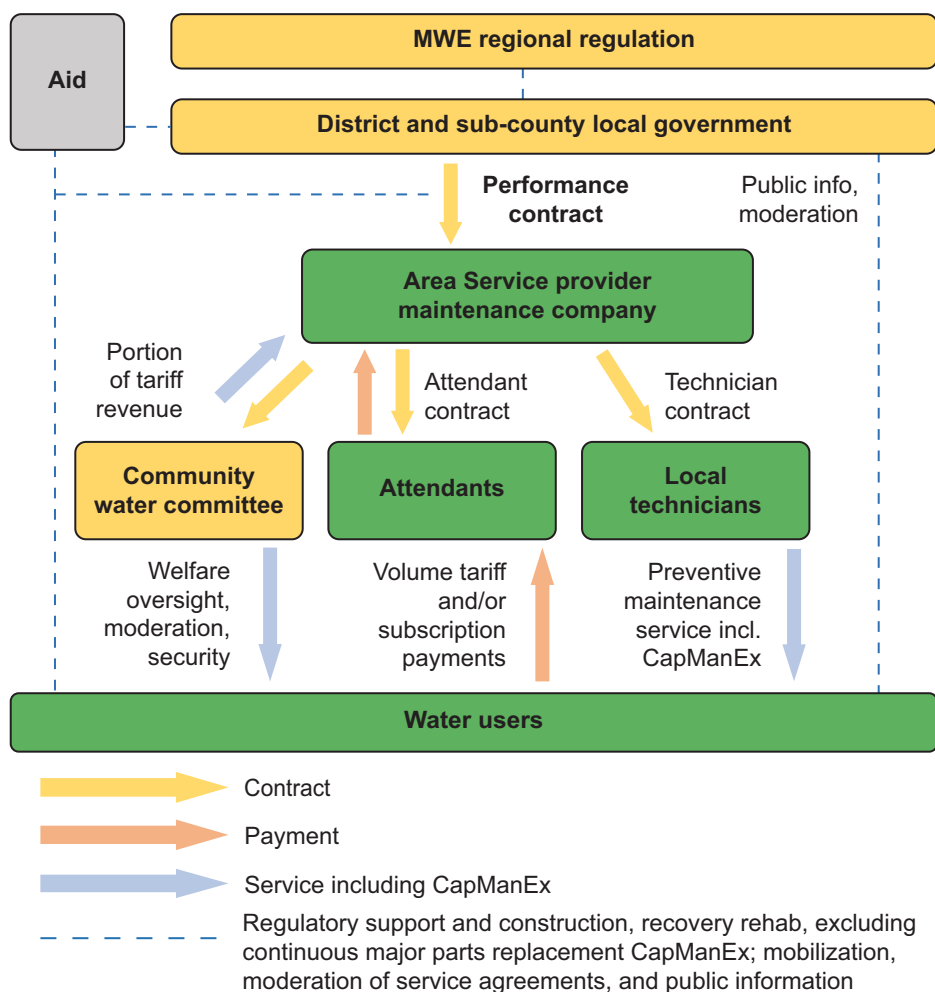 MWE regional regulation
Aid
District and sub-county local government
Performance
contract
Public info,
moderation
Area Service provider
maintenance company
Portion
of tariff
revenue
Attendant
contract
Technician
contract
Community
water committee
Attendants
Local
technicians
Welfare
oversight,
moderation,
security
Volume tariff
and/or
subscription
payments
Preventive
maintenance
service incl.
CapManEx
Water users
Contract
Payment
Service including CapManEx
Regulatory support and construction, recovery rehab, excluding
continuous major parts replacement CapManEx; mobilization,
moderation of service agreements, and public information